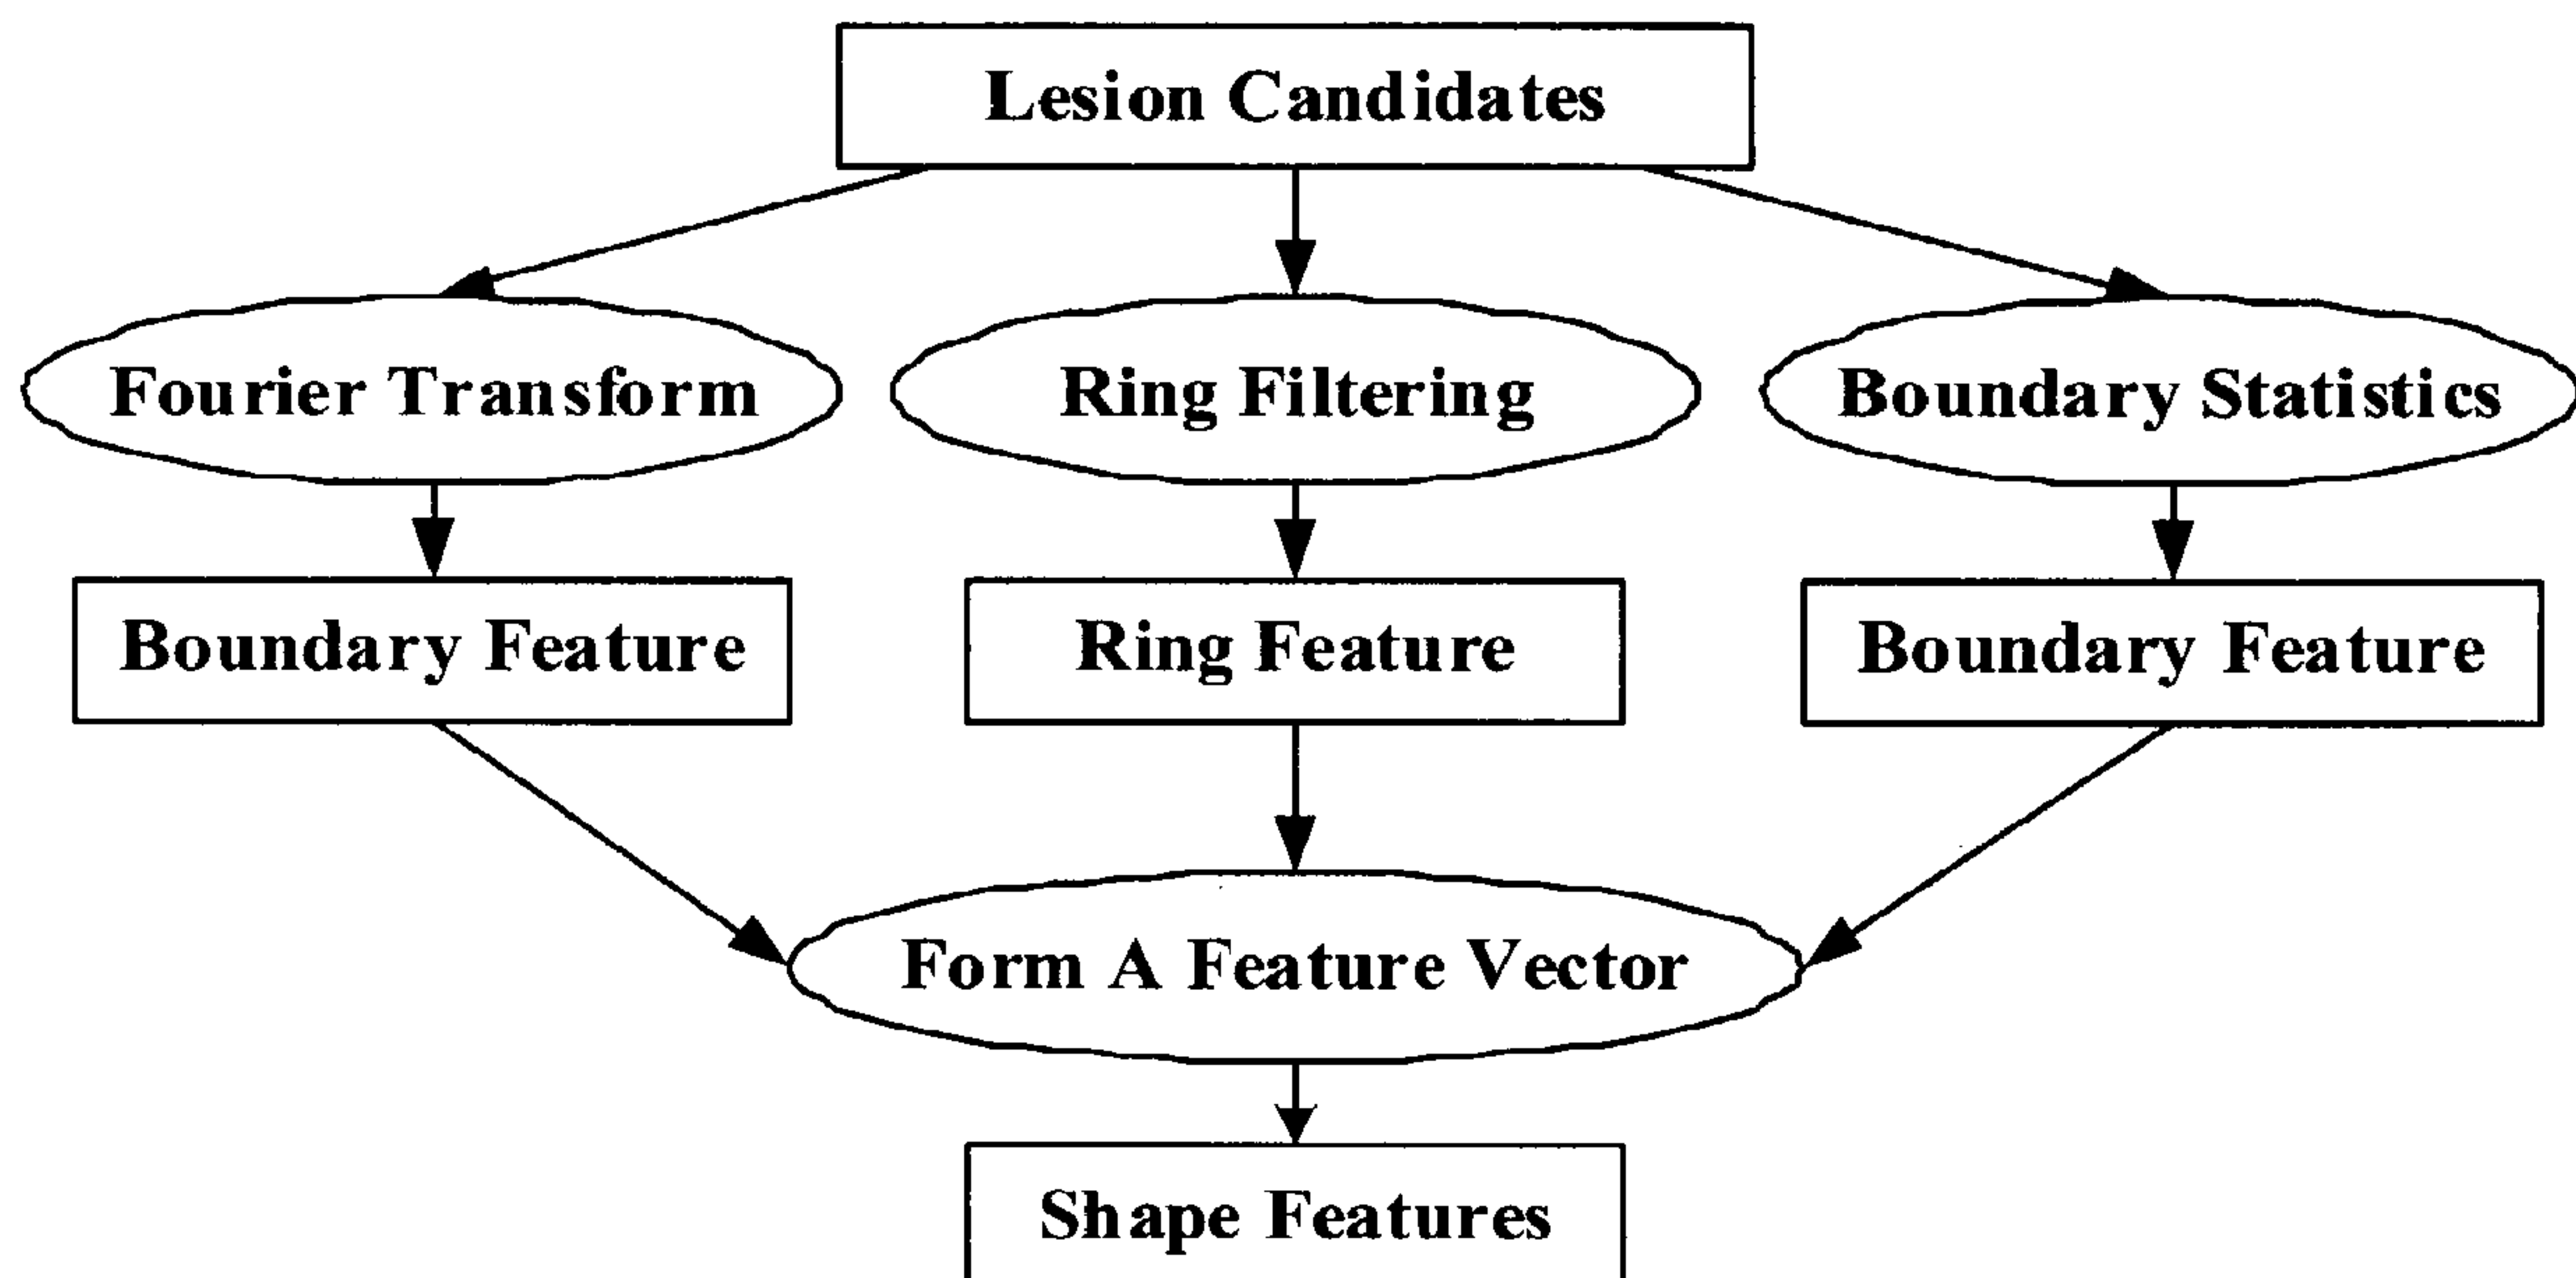 Lesion Candidates
Fourier Transform
Ring Filtering
Boundary Statistics
Boundary Feature
Ring Feature
Boundary Feature
Form A Feature Vector
Shape Features